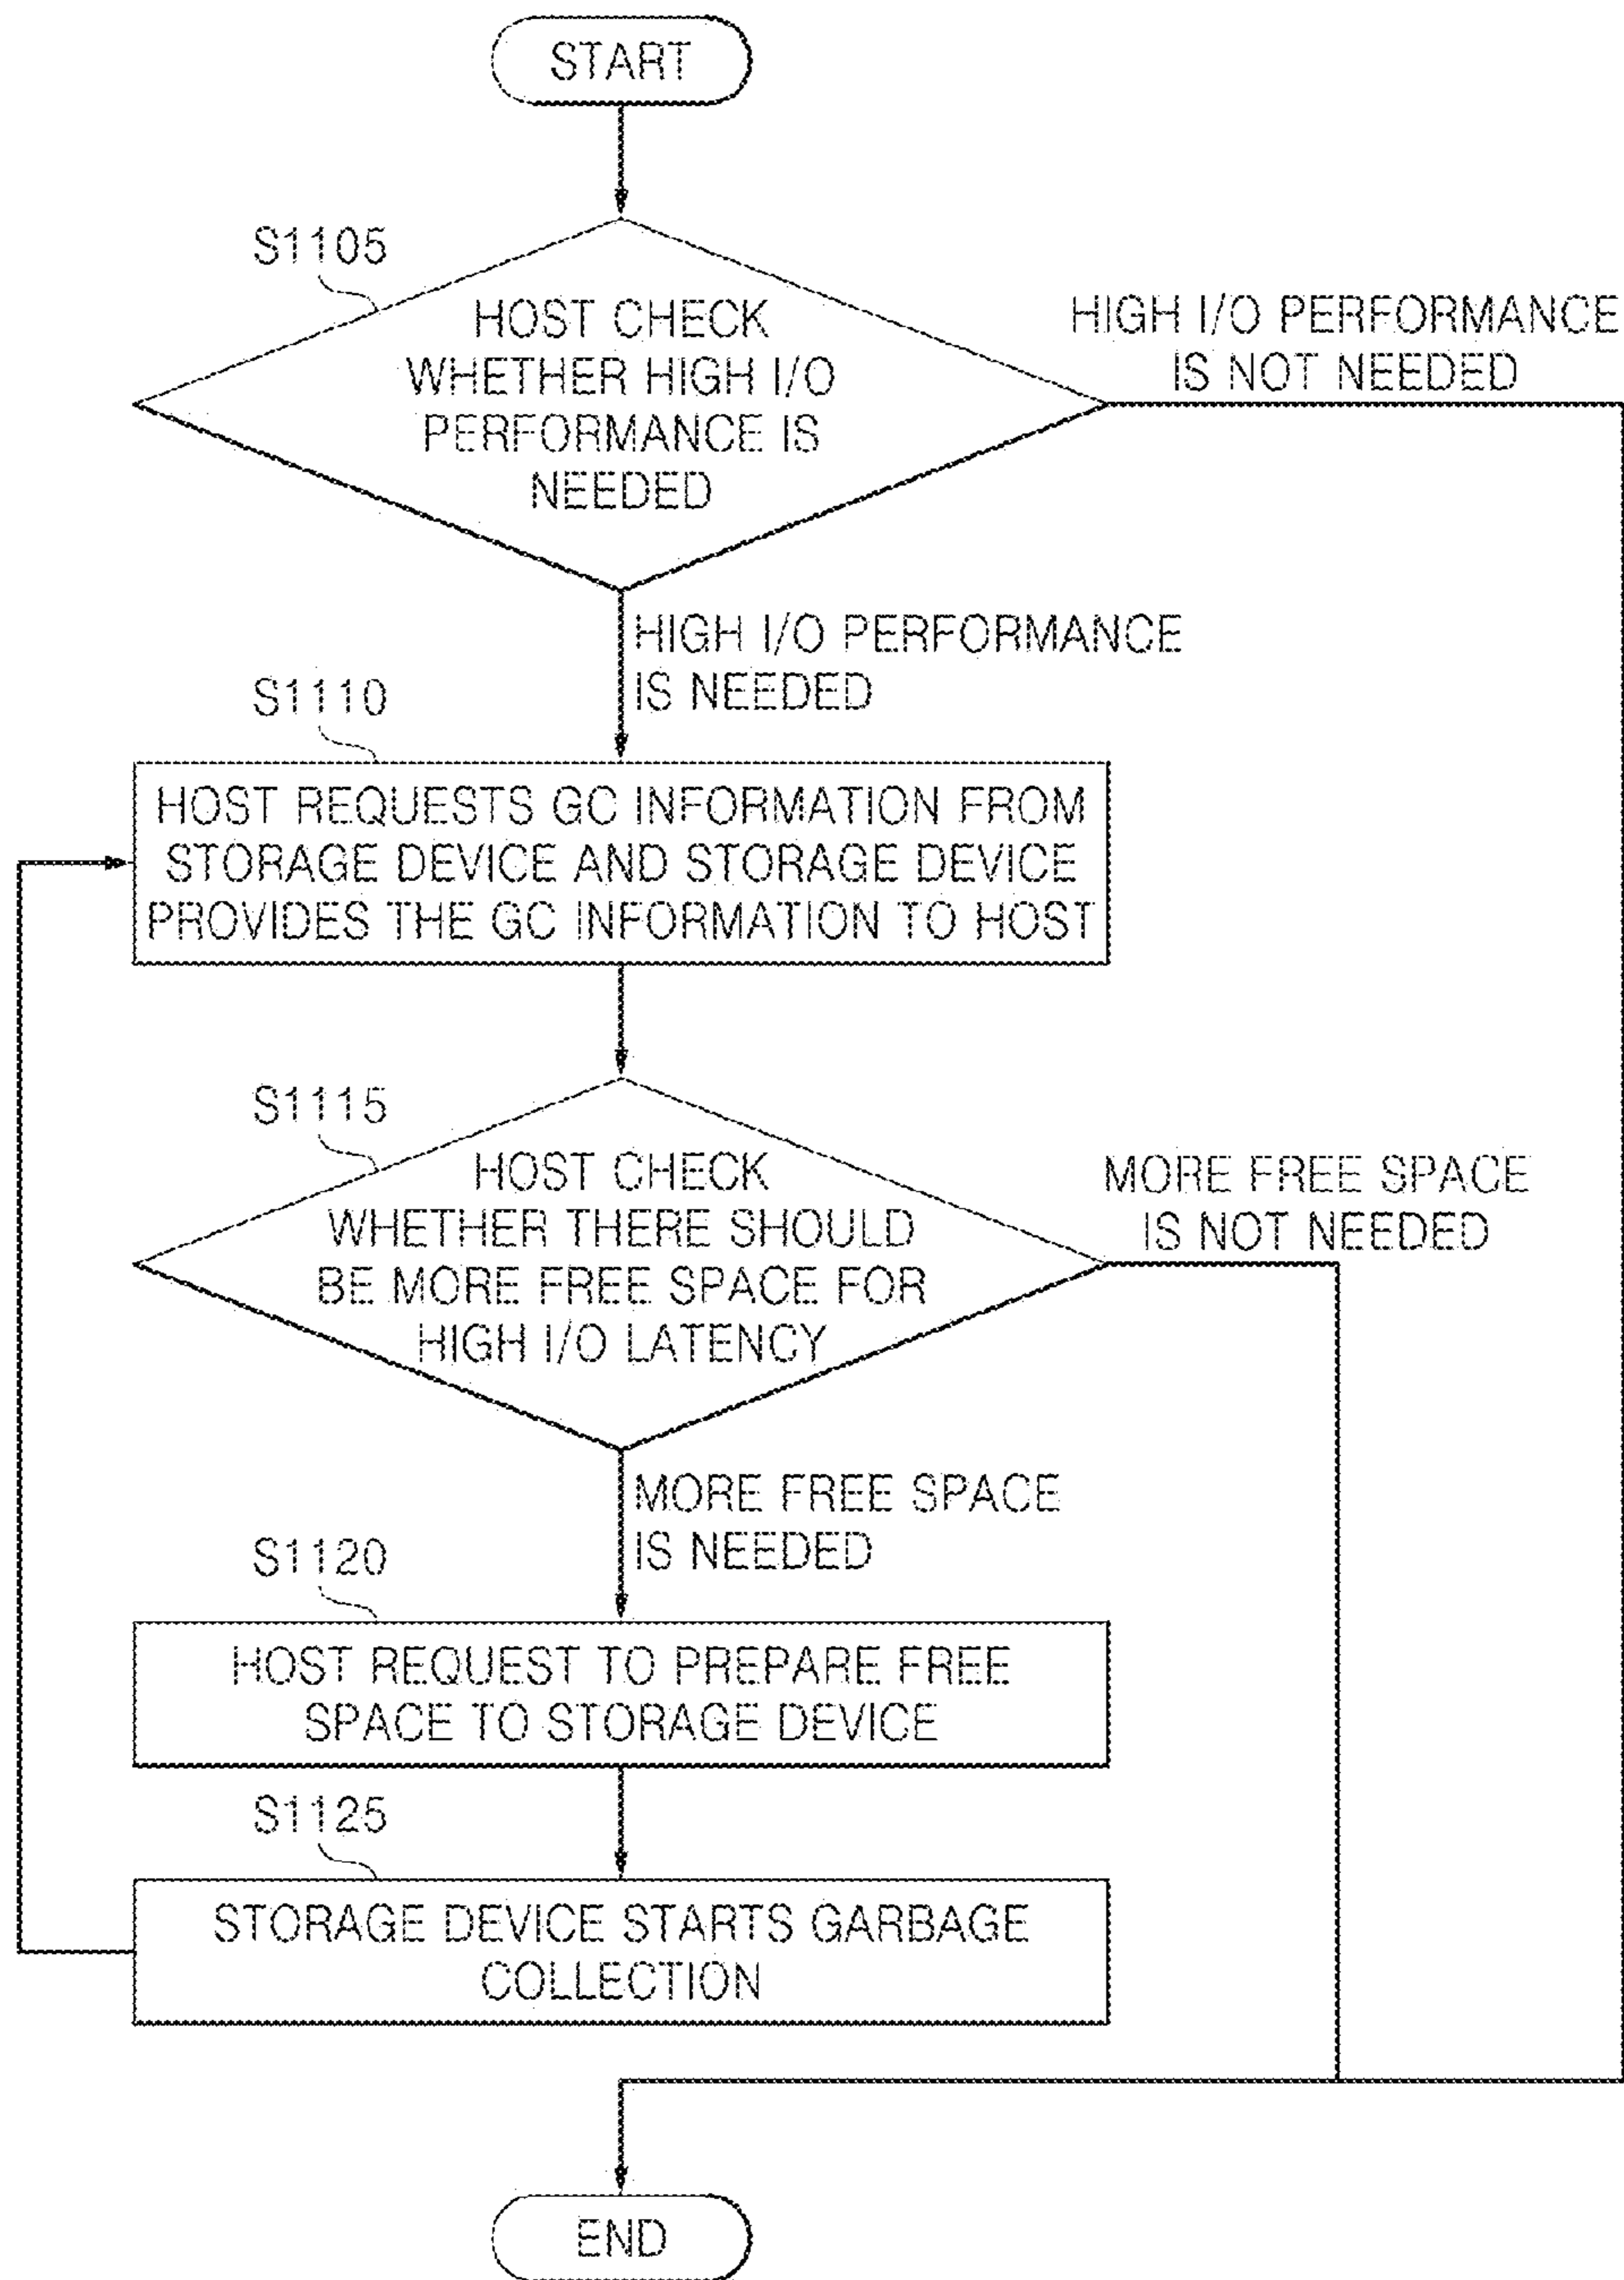 START
S1105
HOST CHECK
WHETHER HIGH I/O
PERFORMANCE IS
NEEDED
HIGH I/O PERFORMANCE
IS NOT NEEDED
HIGH I/O PERFORMANCE
IS NEEDED
S1110
HOST REQUESTS GC INFORMATION FROM
STORAGE DEVICE AND STORAGE DEVICE
PROVIDES THE GC INFORMATION TO HOST
S1115
HOST CHECK
WHETHER THERE SHOULD
BE MORE FREE SPACE FOR
HIGH I/O LATENCY
MORE FREE SPACE
IS NOT NEEDED
MORE FREE SPACE
IS NEEDED
S1120
HOST REQUEST TO PREPARE FREE
SPACE TO STORAGE DEVICE
S1125
STORAGE DEVICE STARTS GARBAGE
COLLECTION
END